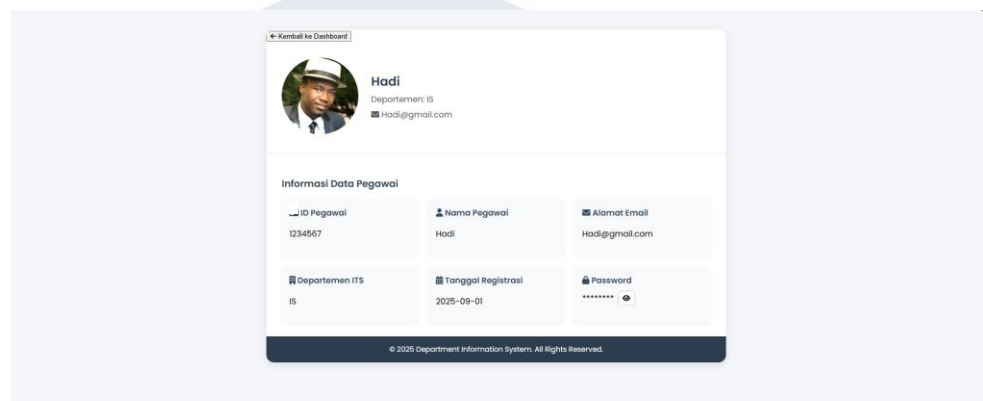 ← Kembali ke Dashboard
Hadi
Departemen: IS
Hadi@gmail.com
Informasi Data Pegawai
ID Pegawai
1234567
Nama Pegawai
Hadi
Alamat Email
Hadi@gmail.com
Departemen ITS
IS
Tanggal Registrasi
2025-09-01
Password
********
© 2025 Department Information System. All Rights Reserved.